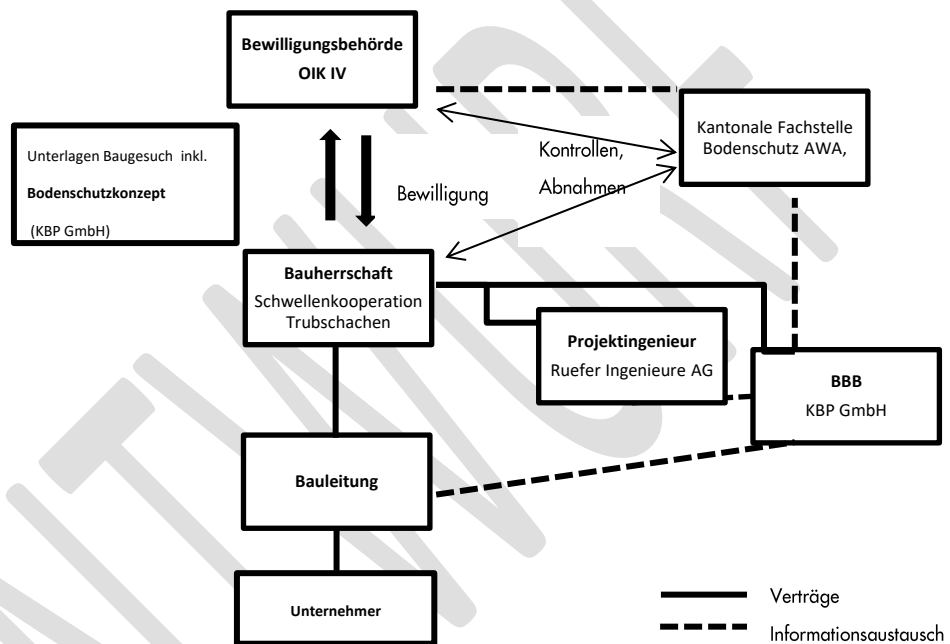 Bewilligungsbehörde
OIK IV
Kantonale Fachstelle
Bodenschutz AWA,
Unterlagen Baugesuch inkl.
Bodenschutzkonzept
(KBP GmbH)
Kontrollen,
Abnahmen
Bewilligung
Bauherrschaft
Schwellenkooperation
Trubschachen
Projektingenieur
Ruefer Ingenieure AG
BBB
KBP GmbH
Bauleitung
Unternehmer
Verträge
Informationsaustausch